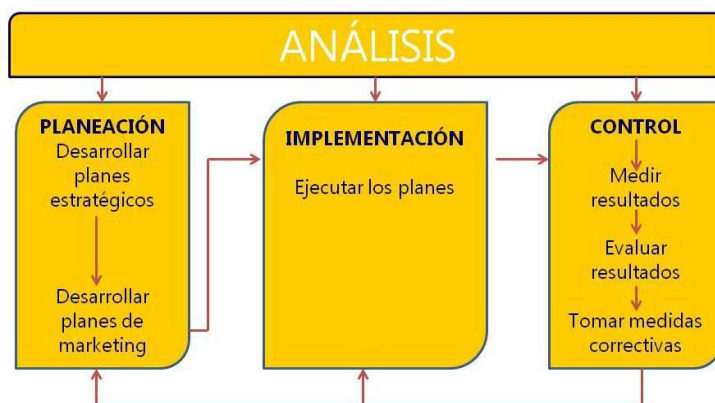 ANÁLISIS
PLANEACIÓN
Desarrollar
planes
estratégicos
Desarrollar
planes de
marketing
IMPLEMENTACIÓN
Ejecutar los planes
CONTROL
Medir
resultados
Evaluar
resultados
Tomar medidas
correctivas